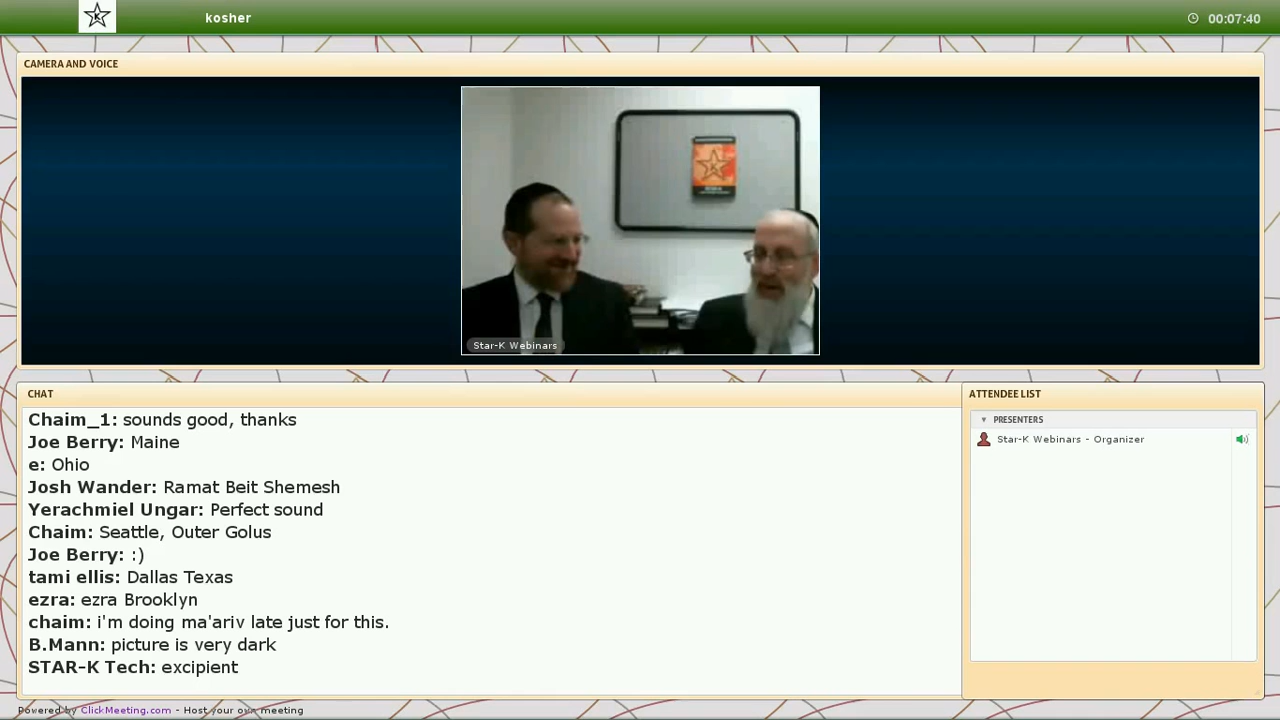 K
kosher
00:07:40
CAMERA AND VOICE
K
Star-K Webinars
CHAT
Chaim_1: sounds good, thanks
Joe Berry: Maine
e: Ohio
Josh Wander: Ramat Beit Shemesh
Yerachmiel Ungar: Perfect sound
Chaim: Seattle, Outer Golus
Joe Berry: :)
tami ellis: Dallas Texas
ezra: ezra Brooklyn
chaim: i'm doing ma'ariv late just for this.
B.Mann: picture is very dark
STAR-K Tech: excipient
ATTENDEE LIST
PRESENTERS
Star-K Webinars - Organizer
Powered by ClickMeeting.com - Host your own meeting